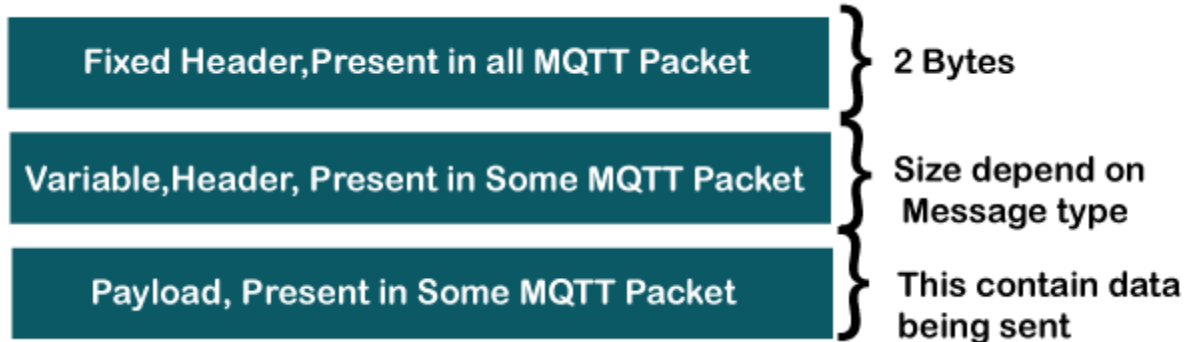 Fixed Header,Present in all MQTT Packet
2 Bytes
Variable,Header, Present in Some MQTT Packet
Size depend on
Message type
Payload, Present in Some MQTT Packet
This contain data
being sent